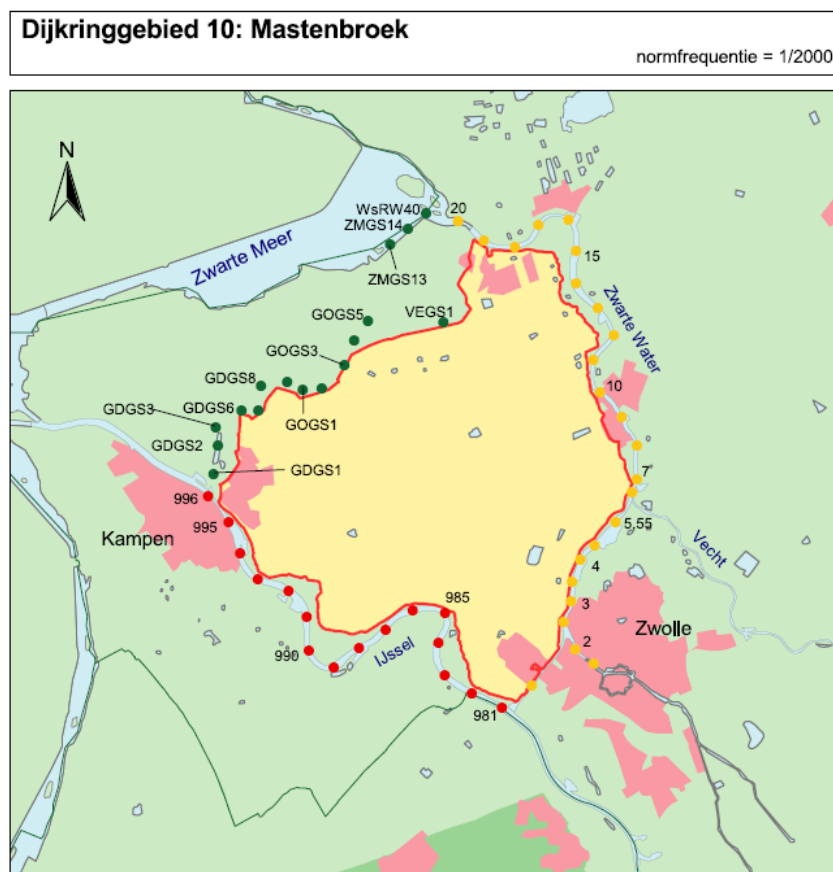 Dijkringgebied 10: Mastenbroek
normfrequentie = 1/2000
N
WsRW40
20
ZMGS14
Zwarte Meer
ZMGS13
15
Zwarte Water
GOGS5
VEGS1
GOGS3
GDGS8
10
GDGS3
GDGS6
GOGS1
GDGS2
GDGS1
7
996
995
5,55
Kampen
Vecht
4
985
3
Zwolle
990
IJssel
2
981